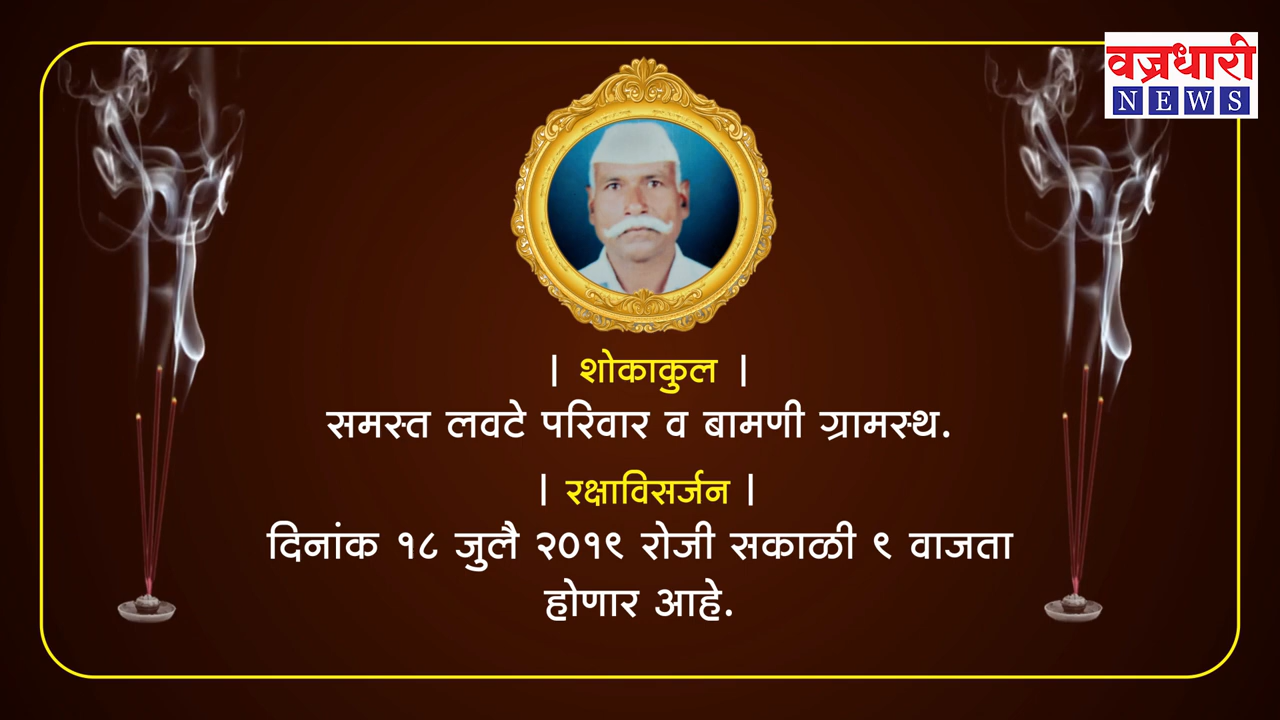 वज्रधारी
NEWS
| शोकाकुल |
समस्त लवटे परिवार व बामणी ग्रामस्थ.
| रक्षाविसर्जन |
दिनांक १८ जुलै २०१९ रोजी सकाळी ९ वाजता
होणार आहे.